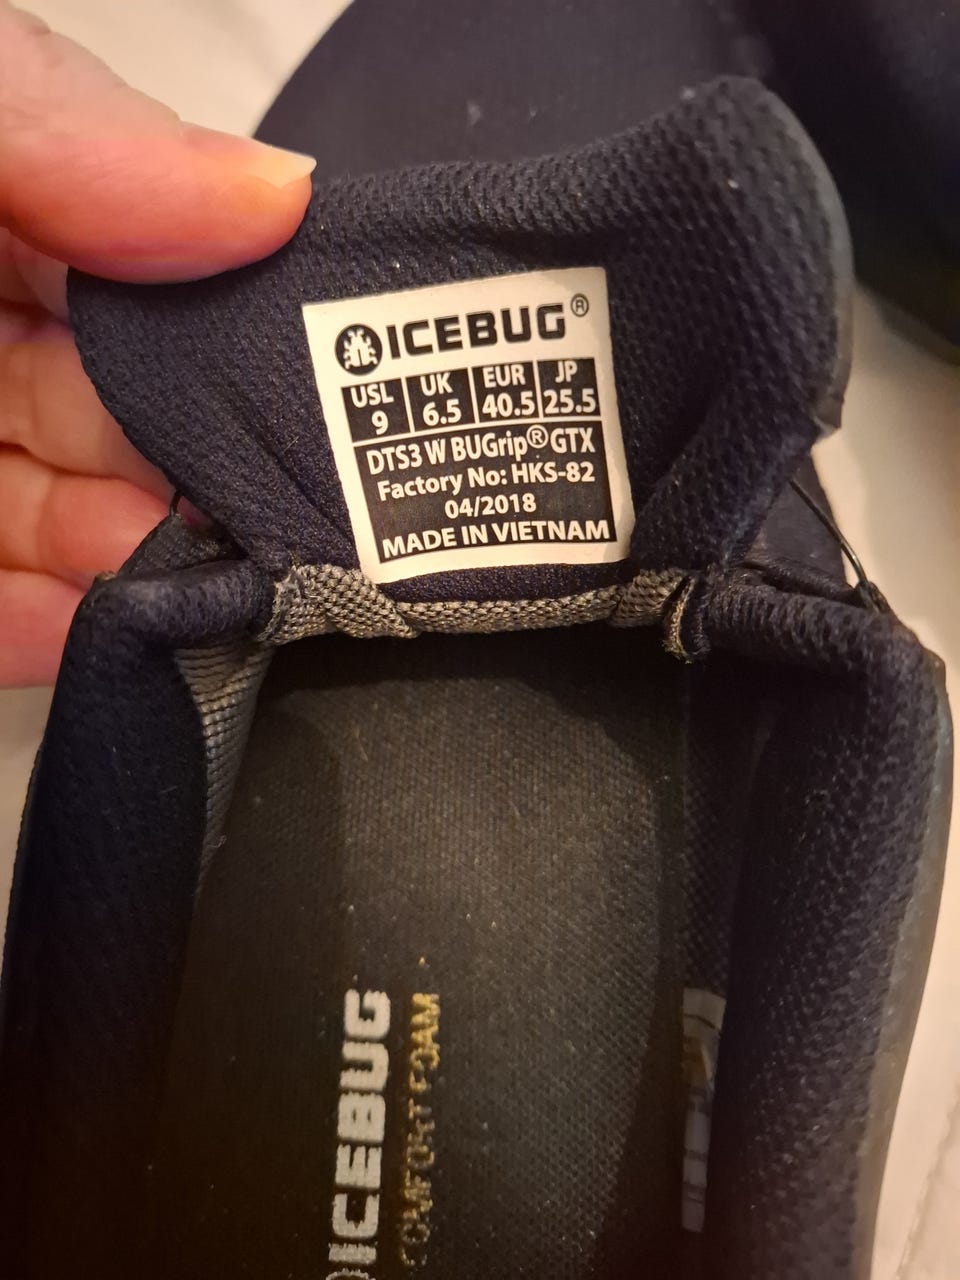 ICEBUG®
USL UK EUR JP
9 6.5 40.5 25.5
DTS3 W BUGrip® GTX
Factory No: HKS-82
04/2018
MADE IN VIETNAM
ICEBUG
COMFORT FOAM